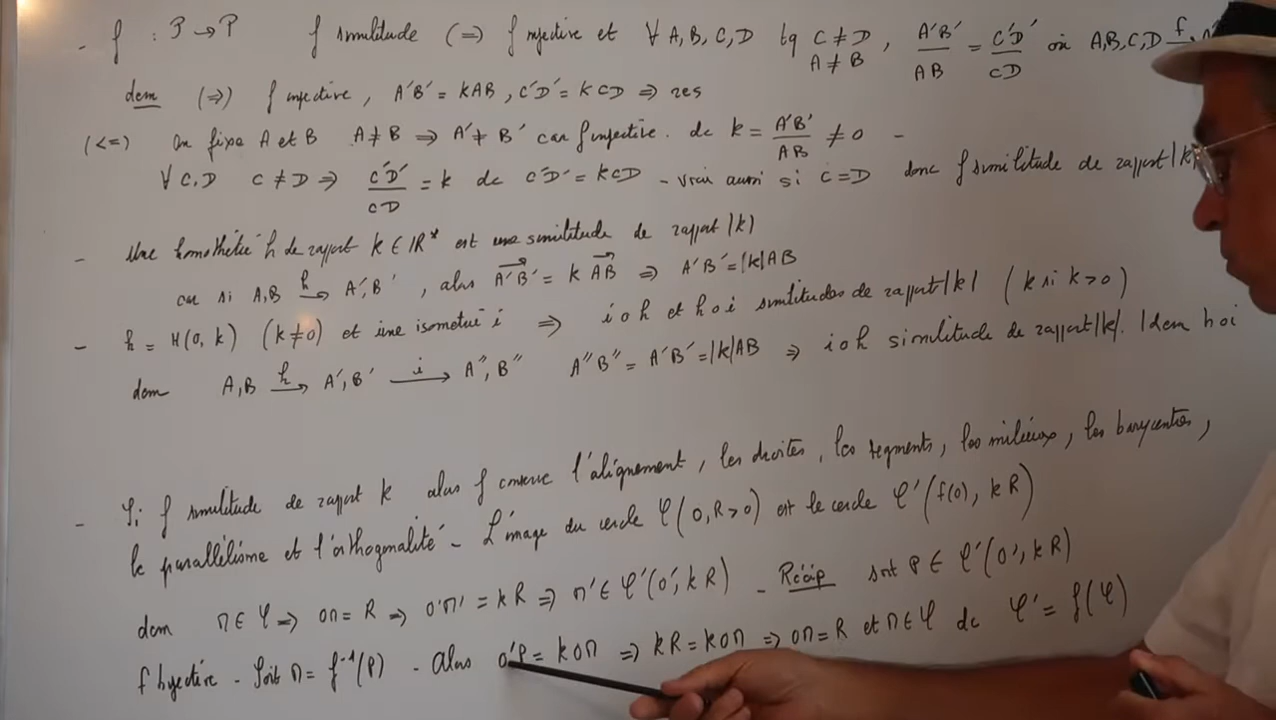 - f : P → P f similitude (=) f injective et ∀ A, B, C, D tq C ≠ D, A'B'/AB = C'D'/CD où A,B,C,D f
A ≠ B
dem (⇒) f injective, A'B' = kAB, C'D' = kCD ⇒ res
(<=) On fixe A et B A≠B ⇒ A'≠B' car f injective. dc k = A'B'/AB ≠ 0 -
∀ C,D C≠D ⇒ C'D'/CD = k dc C'D' = kCD - vrai aussi si C=D donc f similitude de rapport |k|
- Une homothétie h de rapport k ∈ IR* est une similitude de rapport |k|
car si A,B h→ A',B', alors A'B' = k AB ⇒ A'B' = |k|AB
- h = H(O,k) (k≠0) et une isométrie i ⇒ i o h et h o i similitudes de rapport |k| (k si k>0)
dem A,B h→ A',B' i→ A'',B'' A''B'' = A'B' = |k|AB ⇒ i o h similitude de rapport |k|. Idem h o i
- Si f similitude de rapport k alors f conserve l'alignement, les droites, les segments, les milieux, les barycentres,
le parallélisme et l'orthogonalité - L'image du cercle C(O,R>0) est le cercle C'(f(O), kR)
dem M∈C ⇒ OM = R ⇒ O'M' = kR ⇒ M'∈C'(O',kR) - Récip soit P∈ C'(O',kR)
f bijective - Soit M = f⁻¹(P) - Alors O'P = kOM ⇒ kR = kOM ⇒ OM = R et M∈C dc C' = f(C)